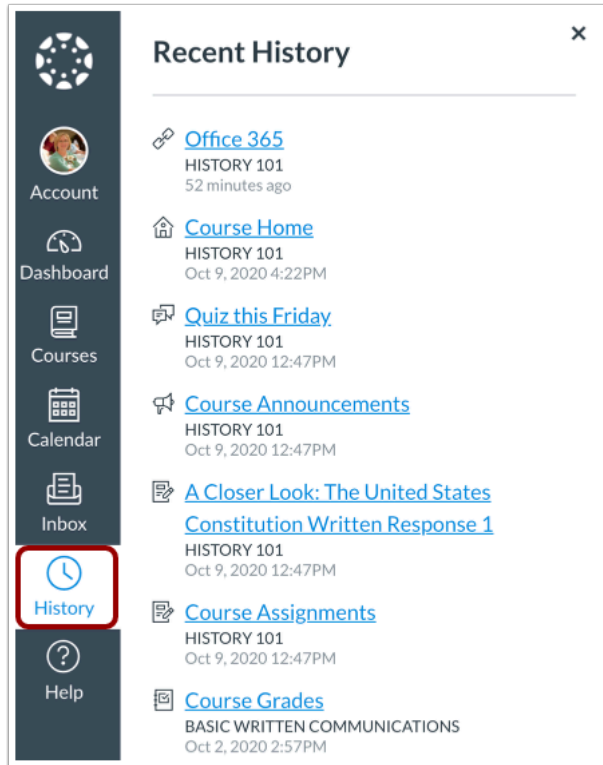 Recent History
×
Account
Dashboard
Courses
Calendar
Inbox
History
Help
Office 365
HISTORY 101
52 minutes ago
Course Home
HISTORY 101
Oct 9, 2020 4:22PM
Quiz this Friday
HISTORY 101
Oct 9, 2020 12:47PM
Course Announcements
HISTORY 101
Oct 9, 2020 12:47PM
A Closer Look: The United States
Constitution Written Response 1
HISTORY 101
Oct 9, 2020 12:47PM
Course Assignments
HISTORY 101
Oct 9, 2020 12:47PM
Course Grades
BASIC WRITTEN COMMUNICATIONS
Oct 2, 2020 2:57PM